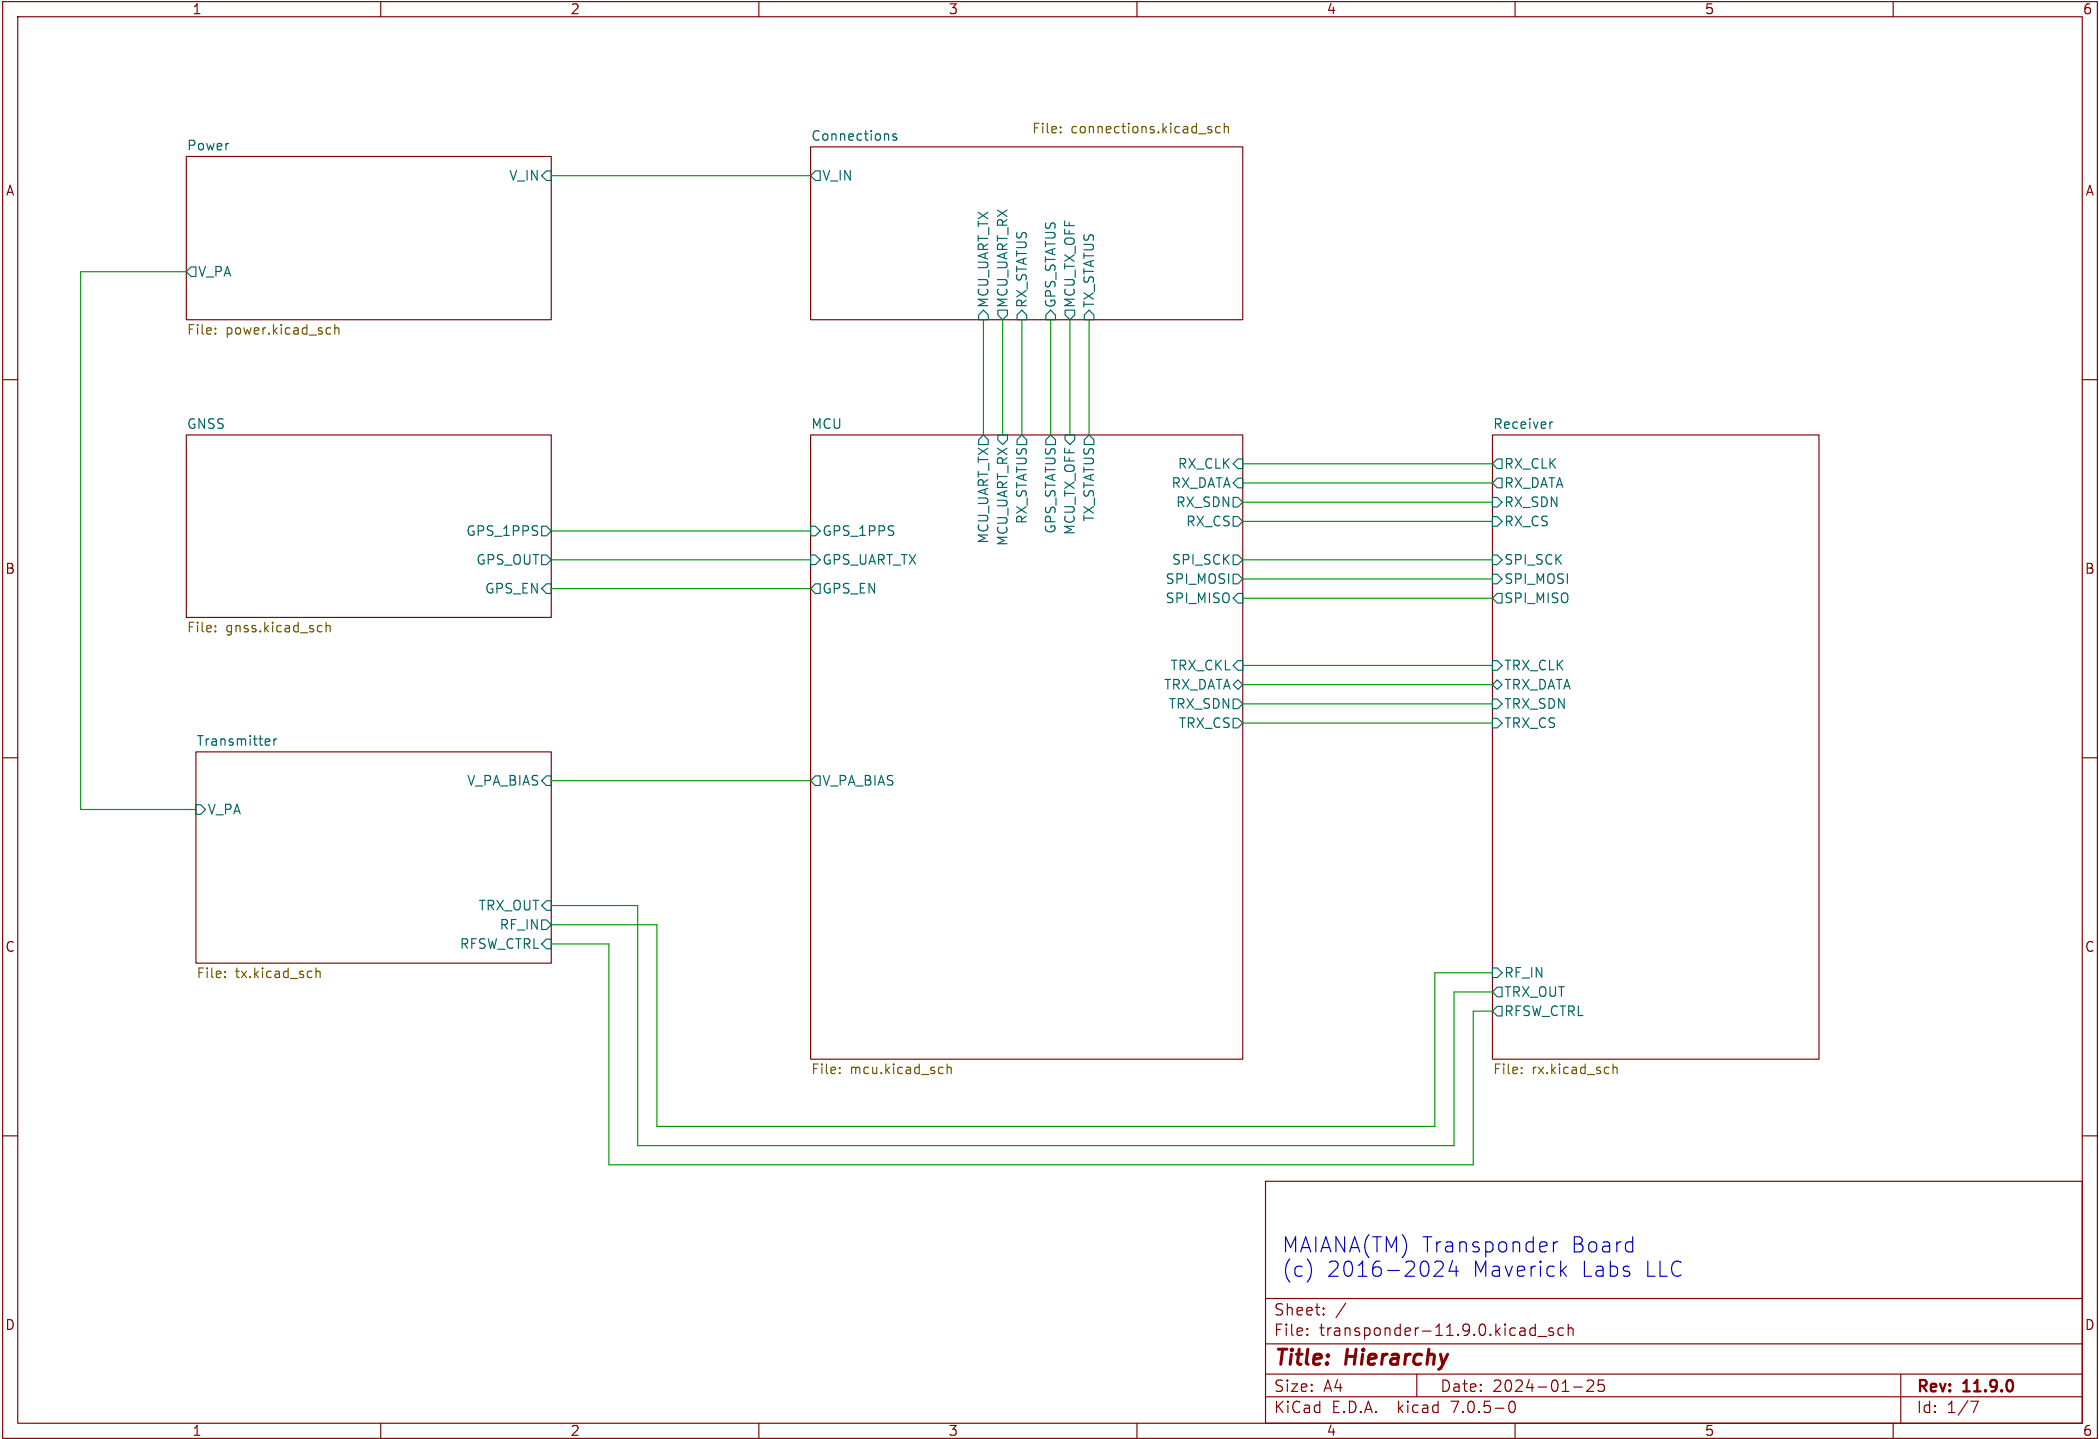 1 2 3 4 5 6
A
B
C
D
A
B
C
D
1 2 3 4 5 6
Power
V_IN
V_PA
File: power.kicad_sch
Connections
File: connections.kicad_sch
V_IN
MCU_UART_TX
MCU_UART_RX
RX_STATUS
GPS_STATUS
MCU_TX_OFF
TX_STATUS
GNSS
GPS_1PPS
GPS_OUT
GPS_EN
File: gnss.kicad_sch
MCU
MCU_UART_TX
MCU_UART_RX
RX_STATUS
GPS_STATUS
MCU_TX_OFF
TX_STATUS
GPS_1PPS
GPS_UART_TX
GPS_EN
V_PA_BIAS
RX_CLK
RX_DATA
RX_SDN
RX_CS
SPI_SCK
SPI_MOSI
SPI_MISO
TRX_CKL
TRX_DATA
TRX_SDN
TRX_CS
File: mcu.kicad_sch
Receiver
RX_CLK
RX_DATA
RX_SDN
RX_CS
SPI_SCK
SPI_MOSI
SPI_MISO
TRX_CLK
TRX_DATA
TRX_SDN
TRX_CS
RF_IN
TRX_OUT
RFSW_CTRL
File: rx.kicad_sch
Transmitter
V_PA_BIAS
V_PA
TRX_OUT
RF_IN
RFSW_CTRL
File: tx.kicad_sch
MAIANA(TM) Transponder Board
(c) 2016-2024 Maverick Labs LLC
Sheet: /
File: transponder-11.9.0.kicad_sch
Title: Hierarchy
Size: A4 Date: 2024-01-25 Rev: 11.9.0
KiCad E.D.A. kicad 7.0.5-0 Id: 1/7